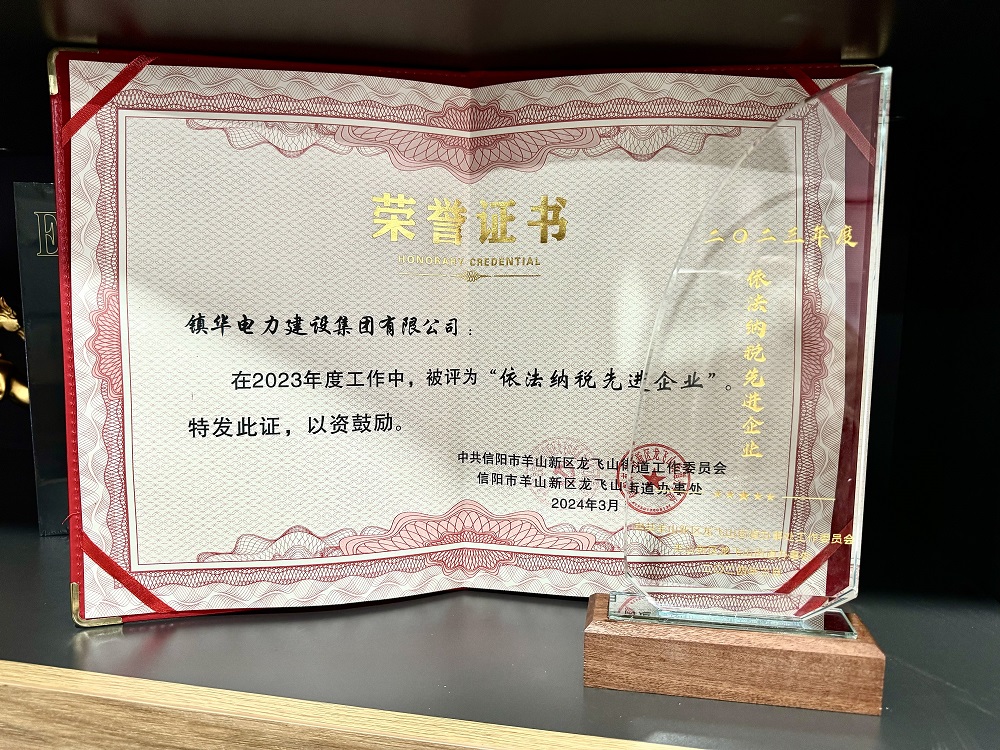 荣誉证书
HONORARY CREDENTIAL
镇华电力建设集团有限公司：
在2023年度工作中，被评为“依法纳税先进企业”。
特发此证，以资鼓励。
中共信阳市羊山新区龙飞山街道工作委员会
信阳市羊山新区龙飞山街道办事处
2024年3月
二〇二三年度
依法纳税先进企业
E